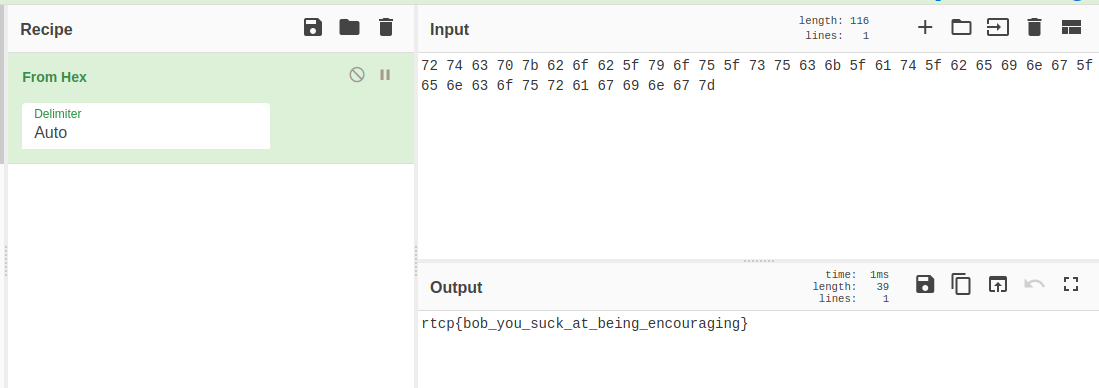 Recipe
From Hex
Delimiter
Auto
Input
length: 116
lines: 1
72 74 63 70 7b 62 6f 62 5f 79 6f 75 5f 73 75 63 6b 5f 61 74 5f 62 65 69 6e 67 5f
65 6e 63 6f 75 72 61 67 69 6e 67 7d
Output
time: 1ms
length: 39
lines: 1
rtcp{bob_you_suck_at_being_encouraging}